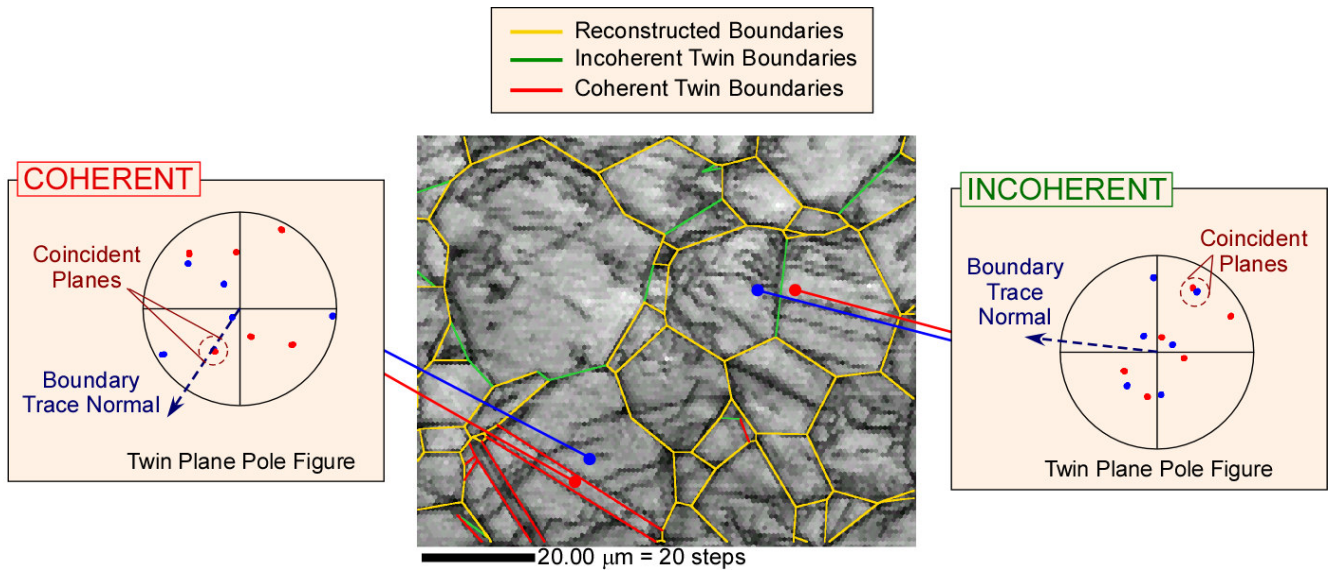 Reconstructed Boundaries
Incoherent Twin Boundaries
Coherent Twin Boundaries
COHERENT
Coincident
Planes
Boundary
Trace Normal
Twin Plane Pole Figure
20.00 μm = 20 steps
INCOHERENT
Coincident
Planes
Boundary
Trace
Normal
Twin Plane Pole Figure